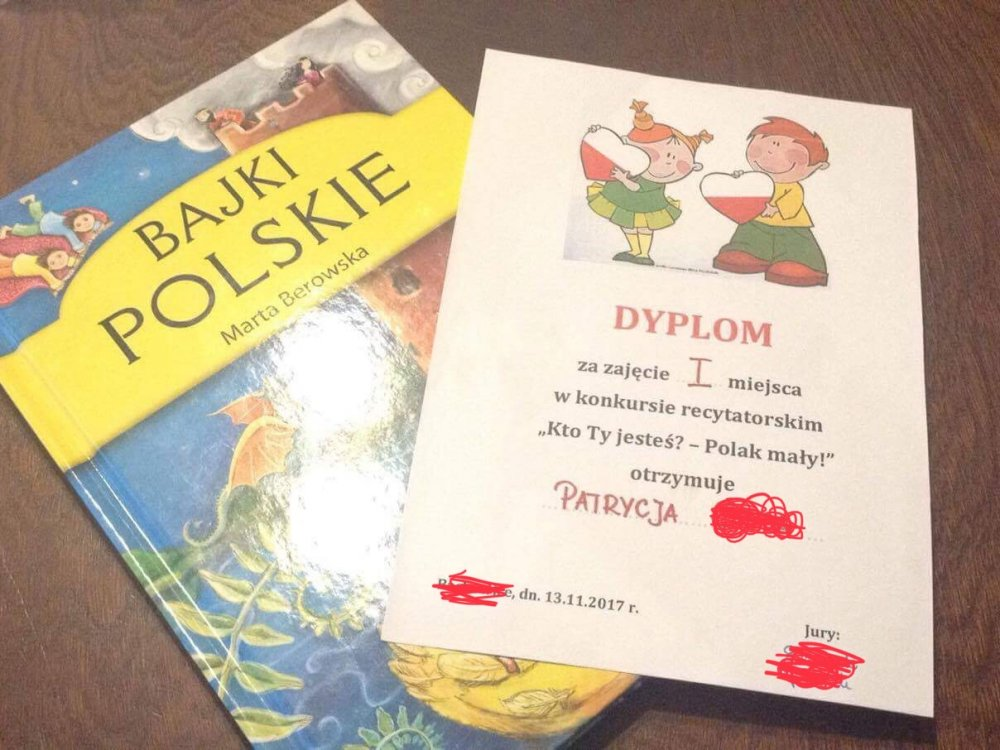 BAJKI
POLSKIE
Marta Berowska
DYPLOM
za zajęcie I miejsca
w konkursie recytatorskim
„Kto Ty jesteś? – Polak mały!”
otrzymuje
PATRYCJA
dn. 13.11.2017 r.
Jury: